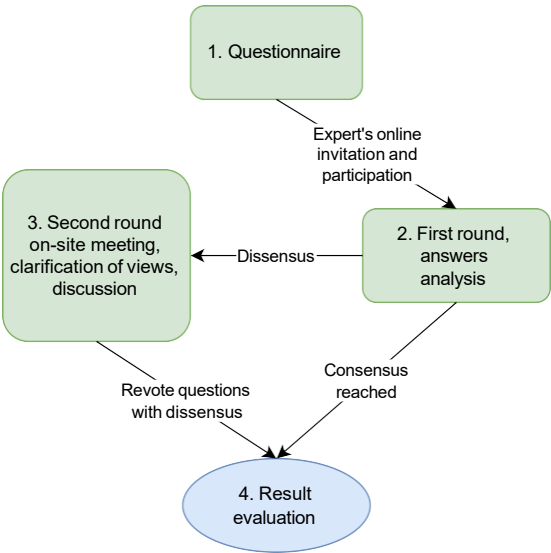 1. Questionnaire
Expert's online
invitation and
participation
2. First round,
answers
analysis
Dissensus
3. Second round
on-site meeting,
clarification of views,
discussion
Consensus
reached
Revote questions
with dissensus
4. Result
evaluation